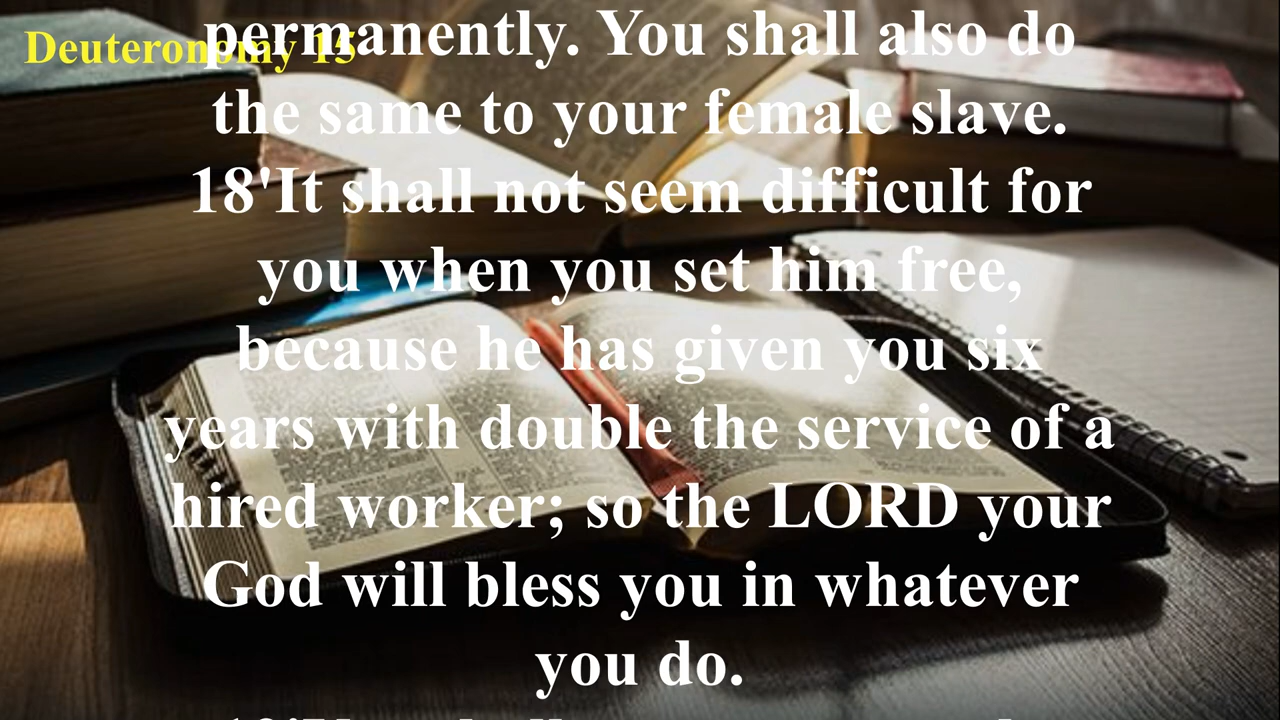 Deuteronomy 15
permanently. You shall also do
the same to your female slave.
18'It shall not seem difficult for
you when you set him free,
because he has given you six
years with double the service of a
hired worker; so the LORD your
God will bless you in whatever
you do.